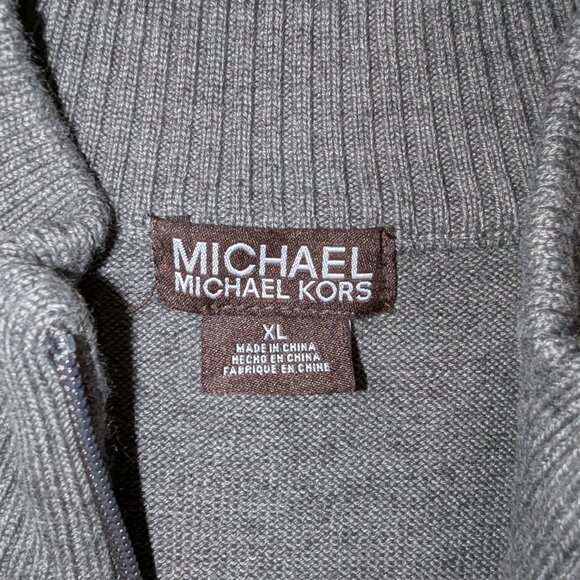 MICHAEL
MICHAEL KORS
XL
MADE IN CHINA
HECHO EN CHINA
FABRIQUE EN CHINE